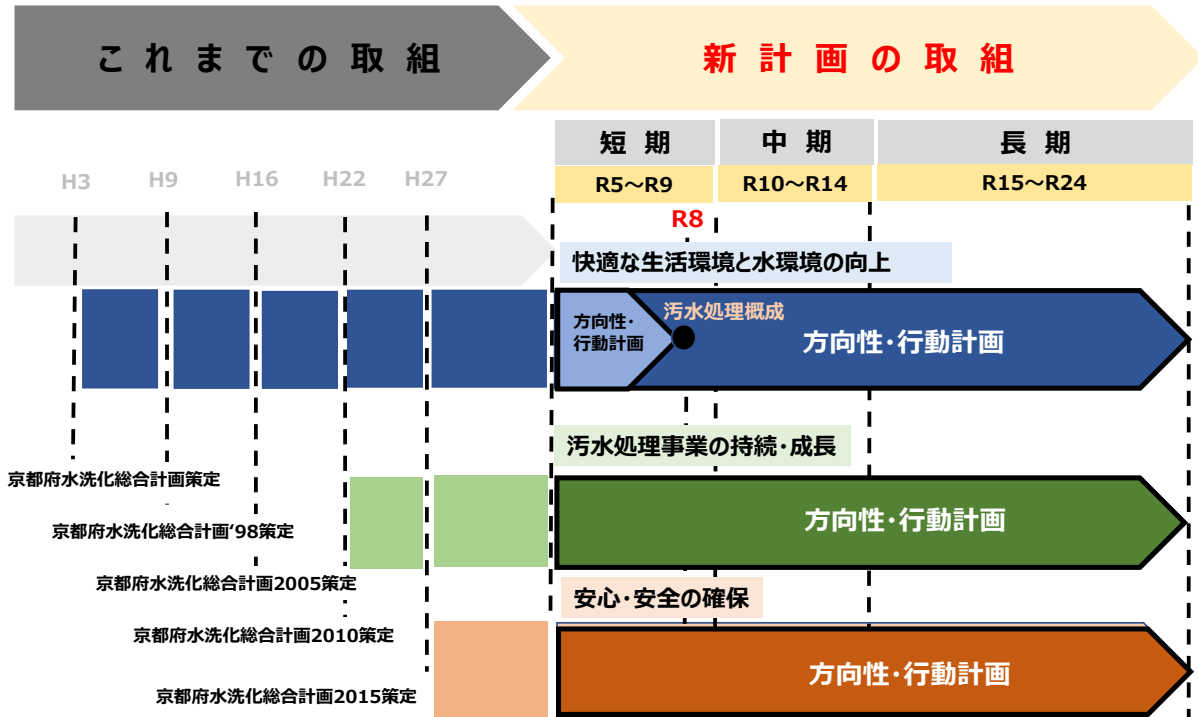 これまでの取組
新計画の取組
短期
中期
長期
R5～R9
R10～R14
R15～R24
H3
H9
H16
H22
H27
R8
快適な生活環境と水環境の向上
方向性・
行動計画
汚水処理概成
方向性・行動計画
汚水処理事業の持続・成長
京都府水洗化総合計画策定
方向性・行動計画
京都府水洗化総合計画‘98策定
京都府水洗化総合計画2005策定
安心・安全の確保
京都府水洗化総合計画2010策定
方向性・行動計画
京都府水洗化総合計画2015策定